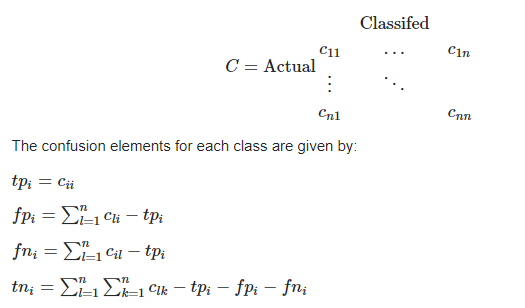 Classifed
c₁₁ ⋯ c₁ₙ
C = Actual
⋮ ⋱
cₙ₁ cₙₙ
The confusion elements for each class are given by:
tpᵢ = cᵢᵢ
fpᵢ = ∑ₗ₌₁ⁿ cₗᵢ − tpᵢ
fnᵢ = ∑ₗ₌₁ⁿ cᵢₗ − tpᵢ
tnᵢ = ∑ₗ₌₁ⁿ ∑ₖ₌₁ⁿ cₗₖ − tpᵢ − fpᵢ − fnᵢ